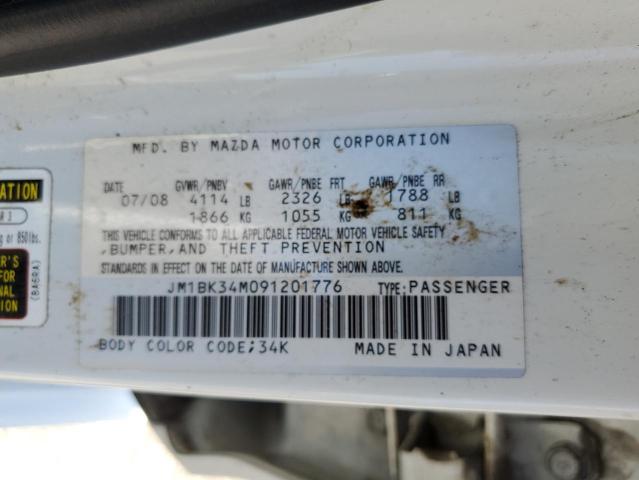 MFD. BY MAZDA MOTOR CORPORATION
DATE GVWR/PNBV GAWR/PNBE FRT GAWR/PNBE RR
07/08 4114 LB 2326 LB 1788 LB
1866 KG 1055 KG 811 KG
THIS VEHICLE CONFORMS TO ALL APPLICABLE FEDERAL MOTOR VEHICLE SAFETY
,BUMPER,AND THEFT PREVENTION
STANDARDS IN EFFECT ON THE DATE OF MANUFACTURE SHOWN ABOVE.
JM1BK34M091201776 TYPE:PASSENGER
BODY COLOR CODE;34K MADE IN JAPAN
or 850lbs.
(BA6RA)